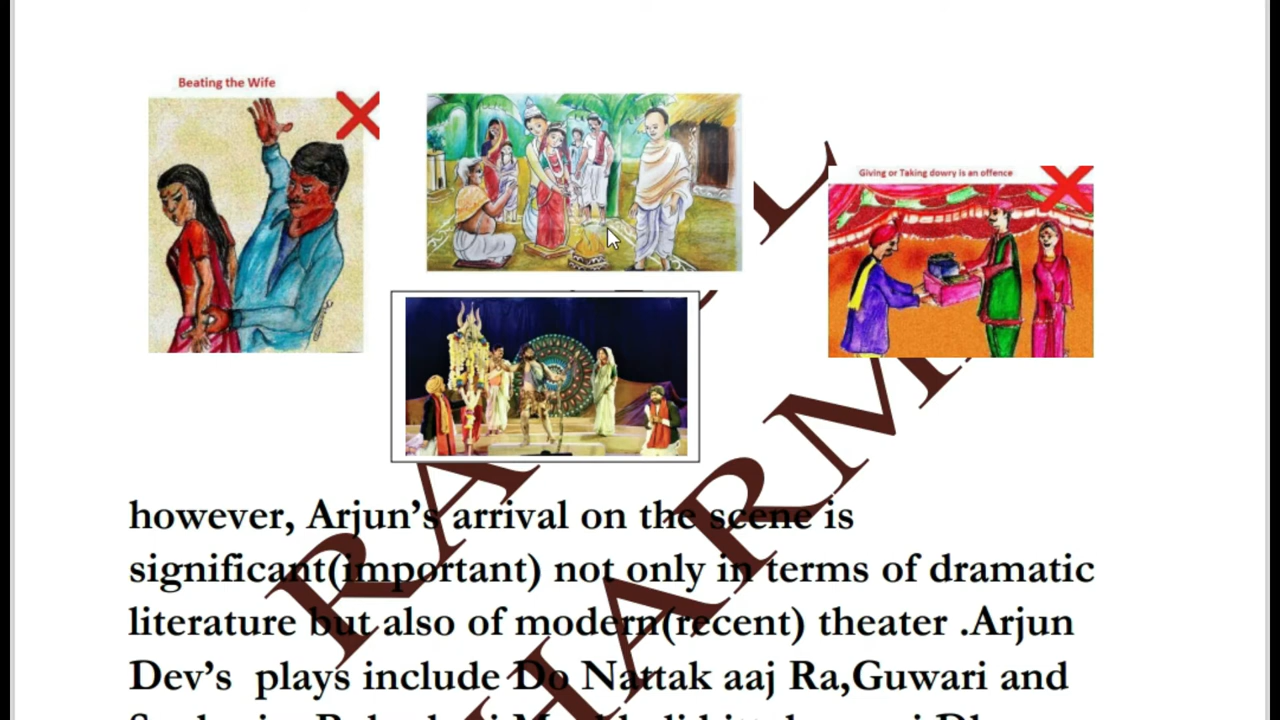 Beating the Wife
Giving or Taking dowry is an offence
however, Arjun’s arrival on the scene is
significant(important) not only in terms of dramatic
literature but also of modern(recent) theater .Arjun
Dev’s  plays include Do Nattak aaj Ra,Guwari and